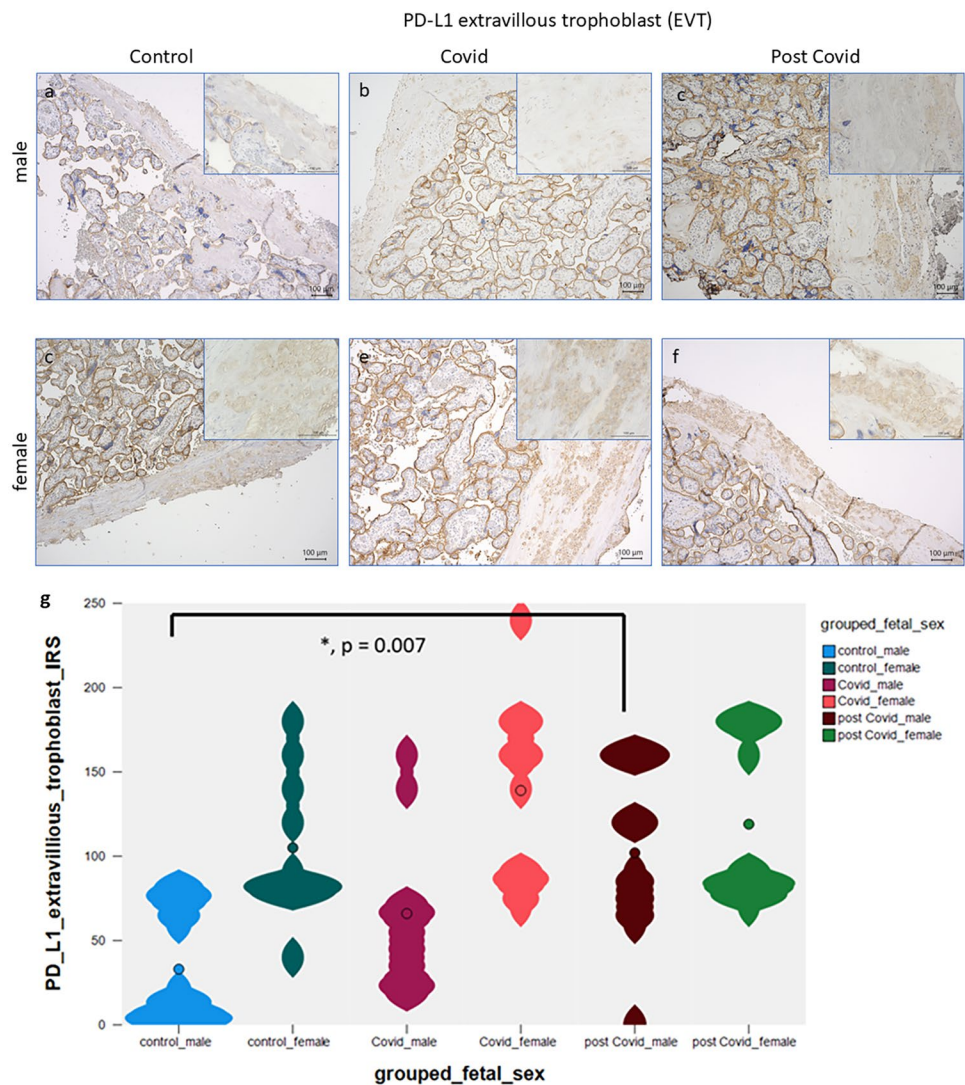 PD-L1 extravillous trophoblast (EVT)
Control
Covid
Post Covid
male
a
100 µm
b
100 µm
c
100 µm
female
c
100 µm
e
100 µm
f
100 µm
g
PD_L1_extravillious_trophoblast_IRS
250
200
150
100
50
0
*, p = 0.007
control_male
control_female
Covid_male
Covid_female
post Covid_male
post Covid_female
grouped_fetal_sex
grouped_fetal_sex
control_male
control_female
Covid_male
Covid_female
post Covid_male
post Covid_female